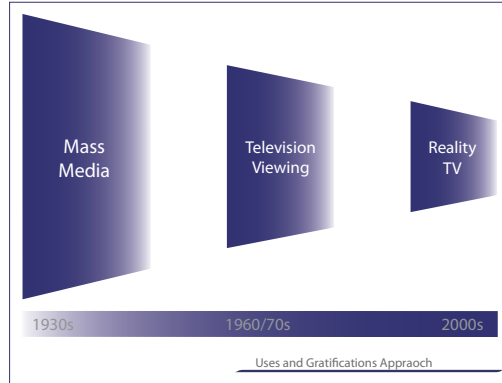 Mass
Media
Television
Viewing
Reality
TV
1930s
1960/70s
2000s
Uses and Gratifications Appraoch